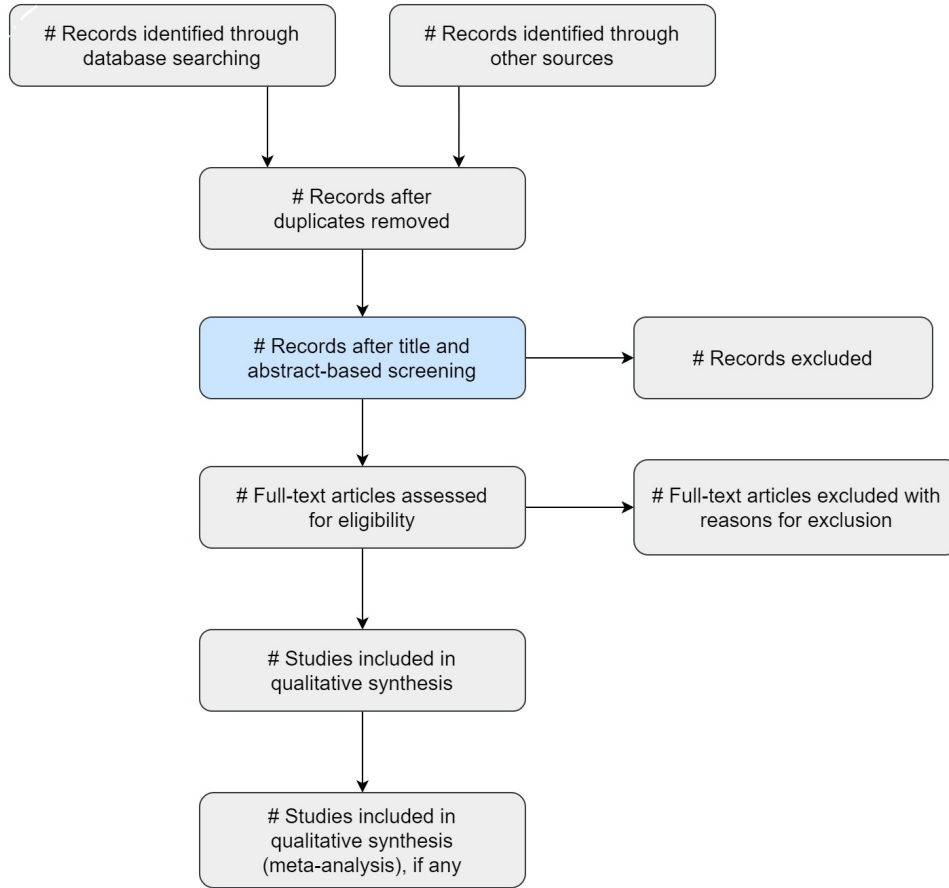 # Records identified through
database searching
# Records identified through
other sources
# Records after
duplicates removed
# Records after title and
abstract-based screening
# Records excluded
# Full-text articles assessed
for eligibility
# Full-text articles excluded with
reasons for exclusion
# Studies included in
qualitative synthesis
# Studies included in
qualitative synthesis
(meta-analysis), if any